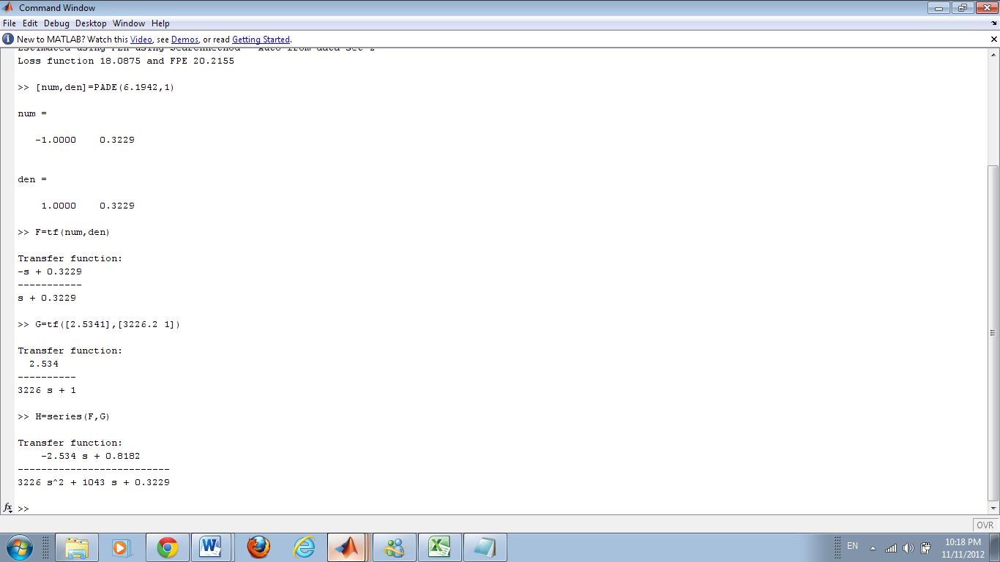 Command Window
File Edit Debug Desktop Window Help
New to MATLAB? Watch this Video, see Demos, or read Getting Started.
Loss function 18.0875 and FPE 20.2155
>> [num,den]=PADE(6.1942,1)
num =
-1.0000 0.3229
den =
1.0000 0.3229
>> F=tf(num,den)
Transfer function:
-s + 0.3229
-----------
s + 0.3229
>> G=tf([2.5341],[3226.2 1])
Transfer function:
2.534
----------
3226 s + 1
>> H=series(F,G)
Transfer function:
-2.534 s + 0.8182
--------------------------
3226 s^2 + 1043 s + 0.3229
fx >>
OVR
EN
10:18 PM
11/11/2012